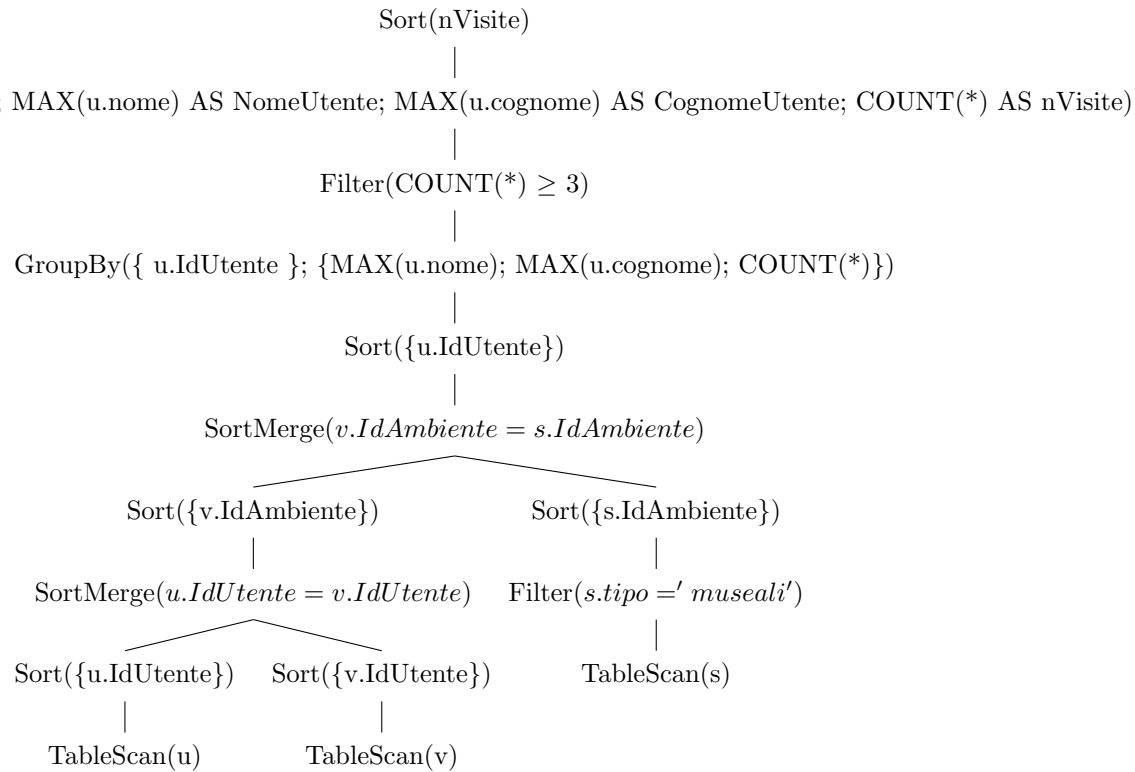 Sort(nVisite)
; MAX(u.nome) AS NomeUtente; MAX(u.cognome) AS CognomeUtente; COUNT(*) AS nVisite)
Filter(COUNT(*) ≥ 3)
GroupBy({ u.IdUtente }; {MAX(u.nome); MAX(u.cognome); COUNT(*)})
Sort({u.IdUtente})
SortMerge(v.IdAmbiente = s.IdAmbiente)
Sort({v.IdAmbiente}) Sort({s.IdAmbiente})
SortMerge(u.IdUtente = v.IdUtente) Filter(s.tipo =′ museali′)
Sort({u.IdUtente}) Sort({v.IdUtente}) TableScan(s)
TableScan(u) TableScan(v)